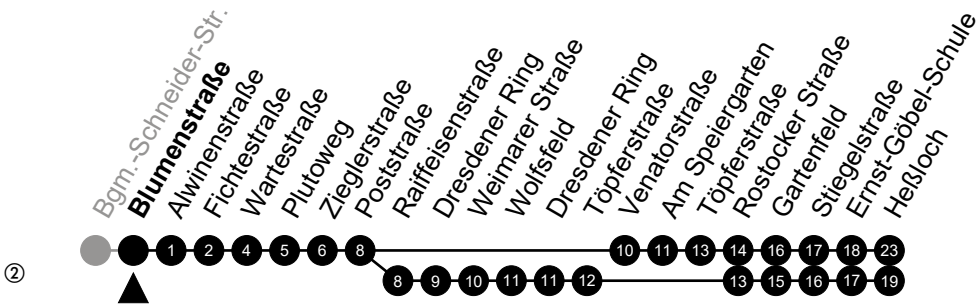 Bgm.-Schneider-Str.
Blumenstraße
Alwinenstraße
Fichtestraße
Wartestraße
Plutoweg
Zieglerstraße
Poststraße
Raiffeisenstraße
Dresdener Ring
Weimarer Straße
Wolfsfeld
Dresdener Ring
Töpferstraße
Venatorstraße
Am Speiergarten
Töpferstraße
Rostocker Straße
Gartenfeld
Stiegelstraße
Ernst-Göbel-Schule
Heßloch
1 2 4 5 6 8 10 11 13 14 16 17 18 23
② 8 9 10 11 11 12 13 15 16 17 19